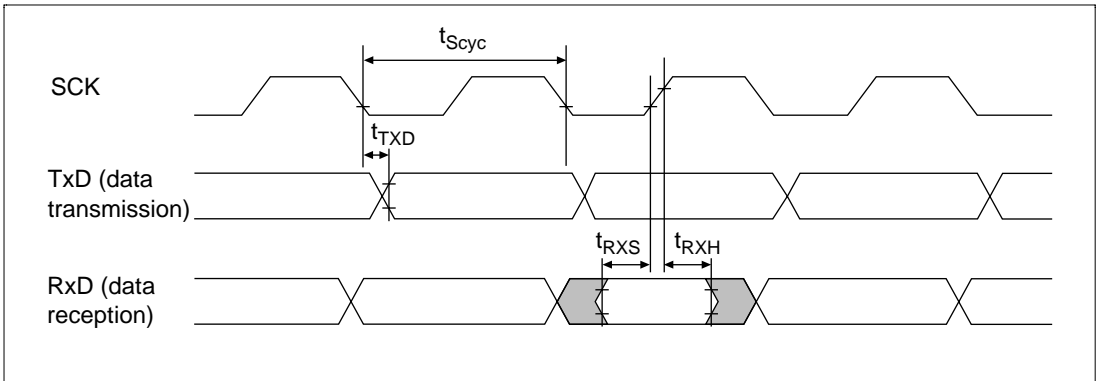 tScyc
SCK
tTXD
TxD (data
transmission)
tRXS
tRXH
RxD (data
reception)